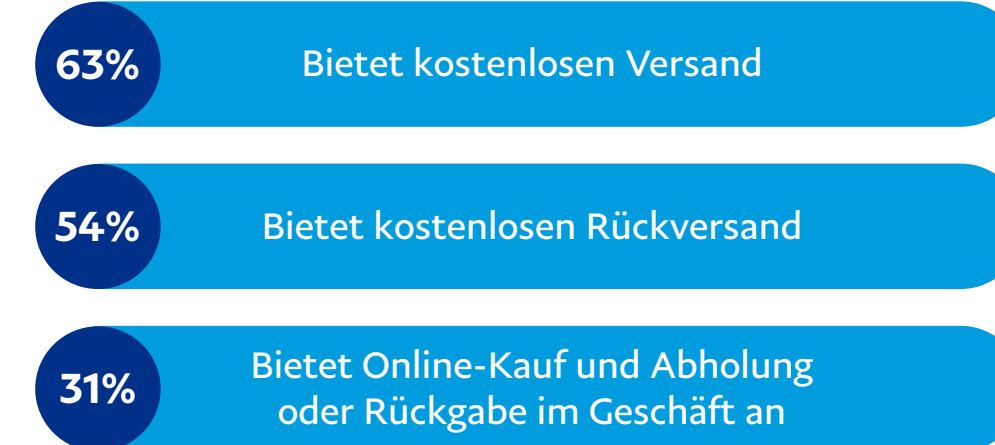 63%
Bietet kostenlosen Versand
54%
Bietet kostenlosen Rückversand
31%
Bietet Online-Kauf und Abholung
oder Rückgabe im Geschäft an